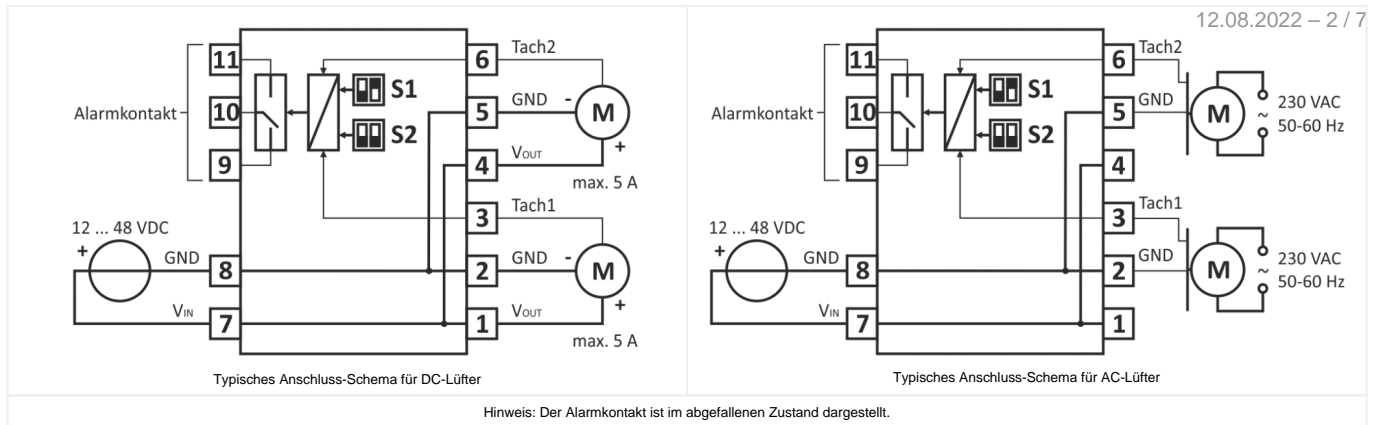 12.08.2022 – 2 / 7
11
10
9
Alarmkontakt
S1
S2
6
Tach2
5
GND
-
M
+
4
VOUT
max. 5 A
3
Tach1
12 ... 48 VDC
+
GND
8
VIN
7
2
GND
-
M
+
1
VOUT
max. 5 A
Typisches Anschluss-Schema für DC-Lüfter
11
10
9
Alarmkontakt
S1
S2
6
Tach2
5
GND
M
230 VAC
~
50-60 Hz
4
3
Tach1
12 ... 48 VDC
+
GND
8
VIN
7
2
GND
M
230 VAC
~
50-60 Hz
1
Typisches Anschluss-Schema für AC-Lüfter
Hinweis: Der Alarmkontakt ist im abgefallenen Zustand dargestellt.